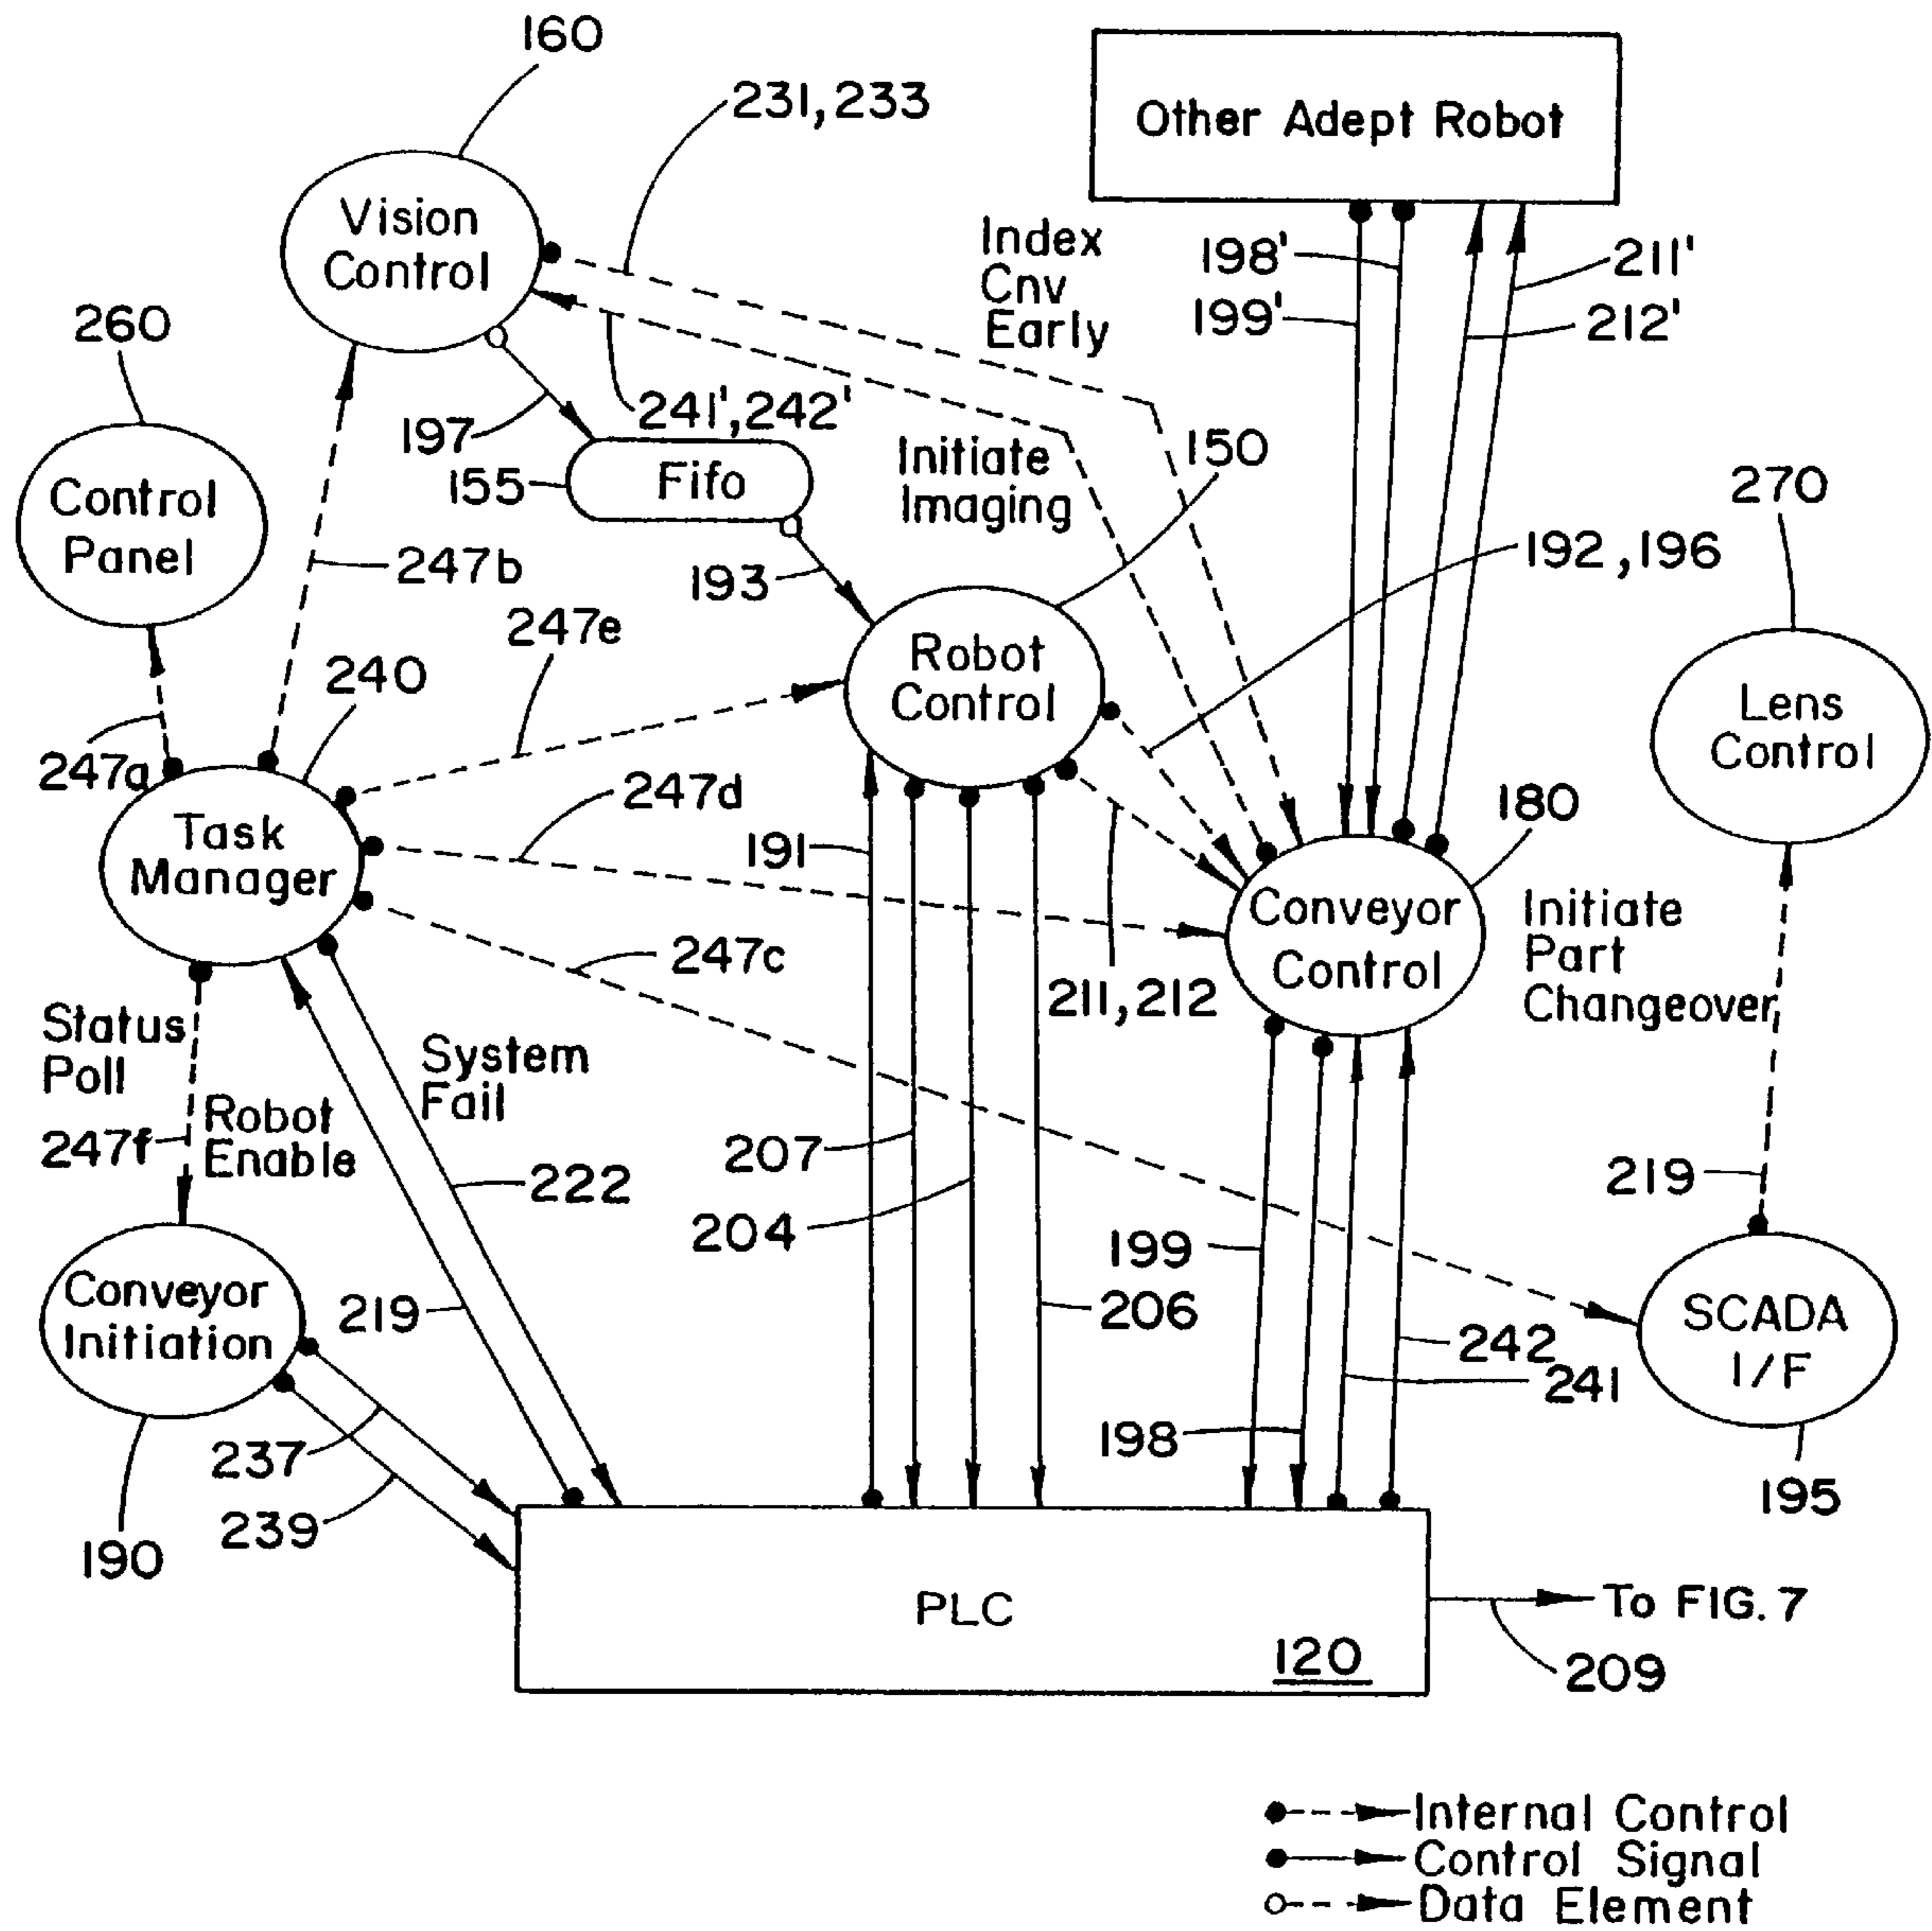 160
231,233
Other Adept Robot
Vision
Control
Index
Cnv
Early
198'
199'
211'
212'
260
241',242'
197
155
Fifo
Initiate
Imaging
150
270
Control
Panel
247b
193
192,196
247e
240
Robot
Control
Lens
Control
247a
247d
191
180
Task
Manager
Conveyor
Control
Initiate
Part
Changeover
247c
211,212
Status
Poll
System
Fail
247f
Robot
Enable
207
222
204
199
219
Conveyor
Initiation
219
206
242
241
SCADA
I/F
237
198
239
195
190
PLC
120
To FIG. 7
209
Internal Control
Control Signal
Data Element